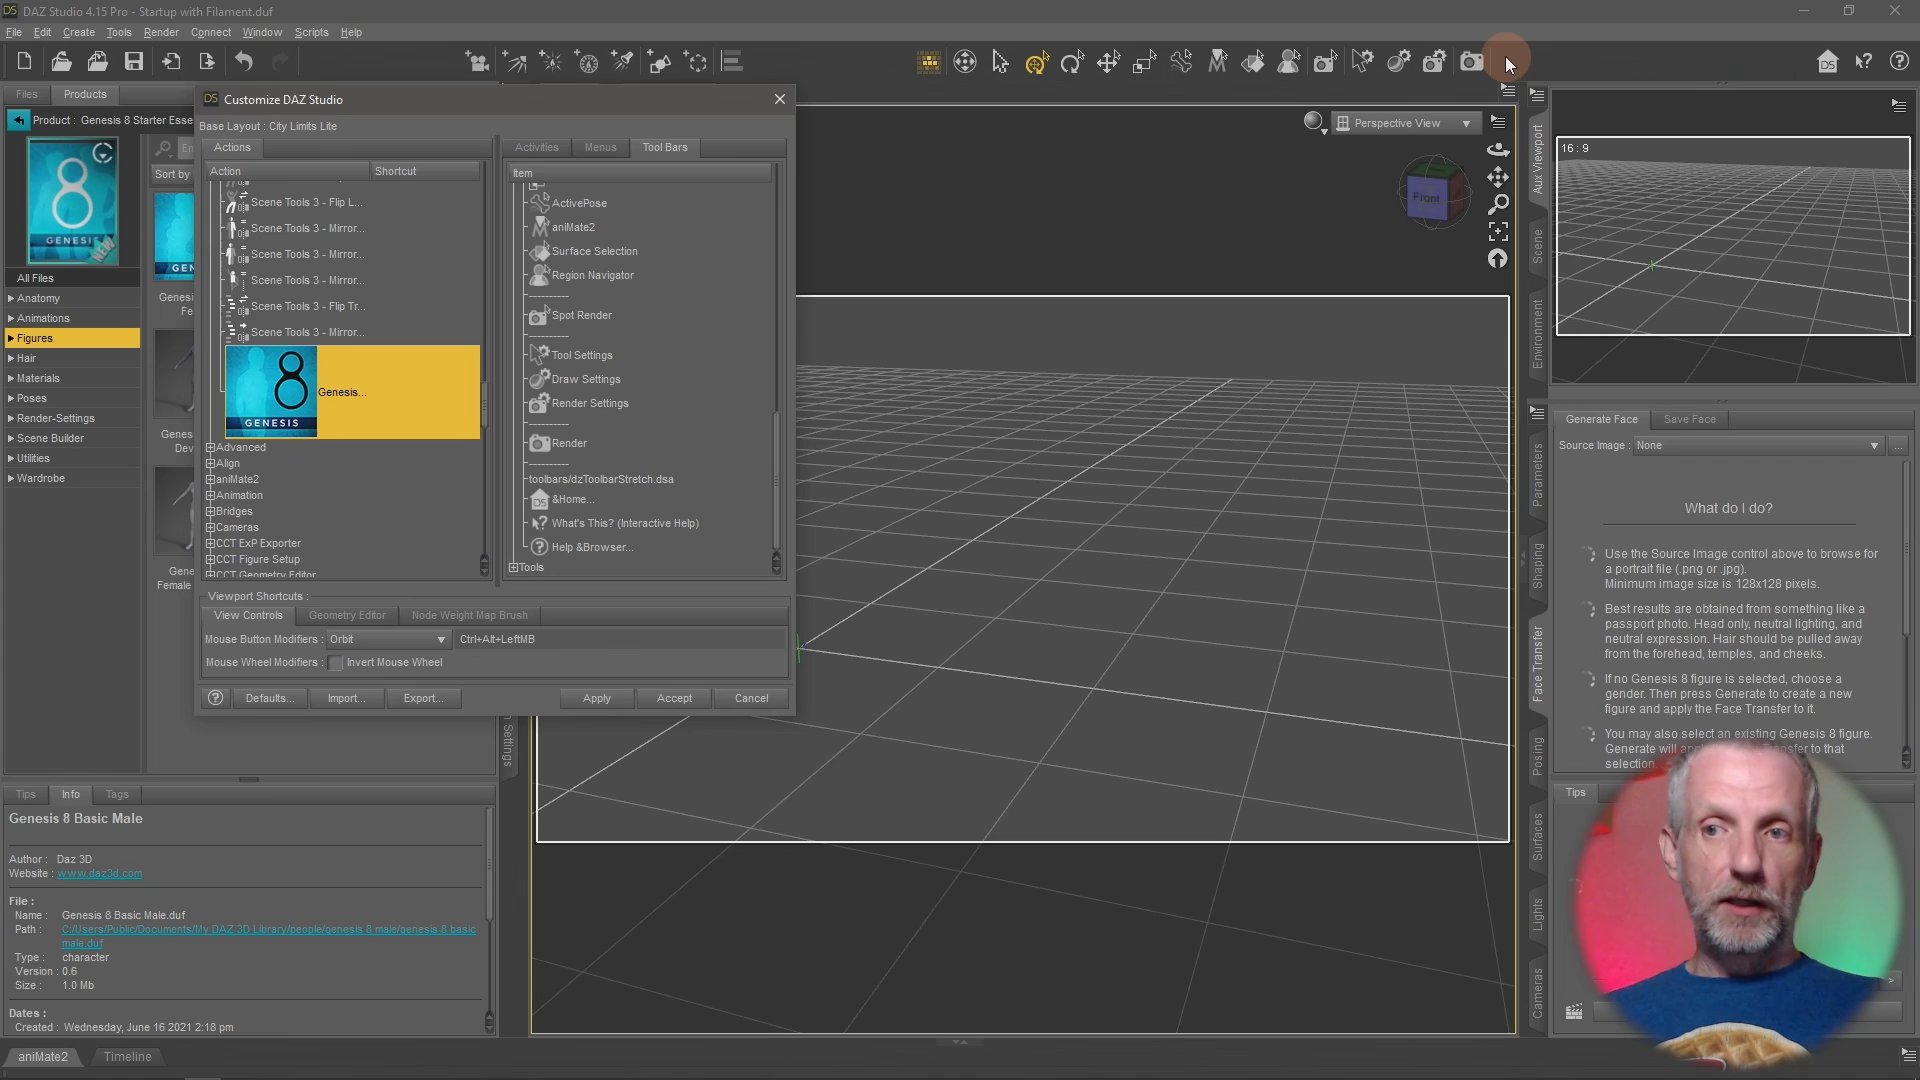 DAZ Studio 4.15 Pro - Startup with Filament.duf
File Edit Create Tools Render Connect Window Scripts Help
Files Products
Product : Genesis 8 Starter Esse
8
GENESIS
NEW
Sort by
All Files
Anatomy
Animations
Figures
Hair
Materials
Poses
Render-Settings
Scene Builder
Utilities
Wardrobe
Customize DAZ Studio
Base Layout : City Limits Lite
Actions
Action Shortcut
Scene Tools 3 - Flip L...
Scene Tools 3 - Mirror...
Scene Tools 3 - Mirror...
Scene Tools 3 - Mirror...
Scene Tools 3 - Flip Tr...
Scene Tools 3 - Mirror...
8
GENESIS
Genesis...
Advanced
Align
aniMate2
Animation
Bridges
Cameras
CCT ExP Exporter
CCT Figure Setup
CCT Geometry Editor
Activities Menus Tool Bars
Item
ActivePose
aniMate2
Surface Selection
Region Navigator
----------
Spot Render
----------
Tool Settings
Draw Settings
Render Settings
----------
Render
----------
toolbars/dzToolbarStretch.dsa
&Home...
What's This? (Interactive Help)
Help &Browser...
Tools
Viewport Shortcuts :
View Controls Geometry Editor Node Weight Map Brush
Mouse Button Modifiers : Orbit Ctrl+Alt+LeftMB
Mouse Wheel Modifiers : Invert Mouse Wheel
Defaults... Import... Export... Apply Accept Cancel
Settings
Tips Info Tags
Genesis 8 Basic Male
Author : Daz 3D
Website : www.daz3d.com
File :
Name : Genesis 8 Basic Male.duf
Path : C:/Users/Public/Documents/My DAZ 3D Library/people/genesis 8 male/genesis 8 basic
male.duf
Type : character
Version : 0.6
Size : 1.0 Mb
Dates :
Created : Wednesday, June 16 2021 2:18 pm
aniMate2 Timeline
Perspective View
Front
Aux Viewport
Scene
Environment
16 : 9
Parameters
Shaping
Face Transfer
Posing
Surfaces
Lights
Cameras
Generate Face Save Face
Source Image : None ...
What do I do?
Use the Source Image control above to browse for
a portrait file (.png or .jpg).
Minimum image size is 128x128 pixels.
Best results are obtained from something like a
passport photo. Head only, neutral lighting, and
neutral expression. Hair should be pulled away
from the forehead, temples, and cheeks.
If no Genesis 8 figure is selected, choose a
gender. Then press Generate to create a new
figure and apply the Face Transfer to it.
You may also select an existing Genesis 8 figure.
Generate will to that
selection
Tips